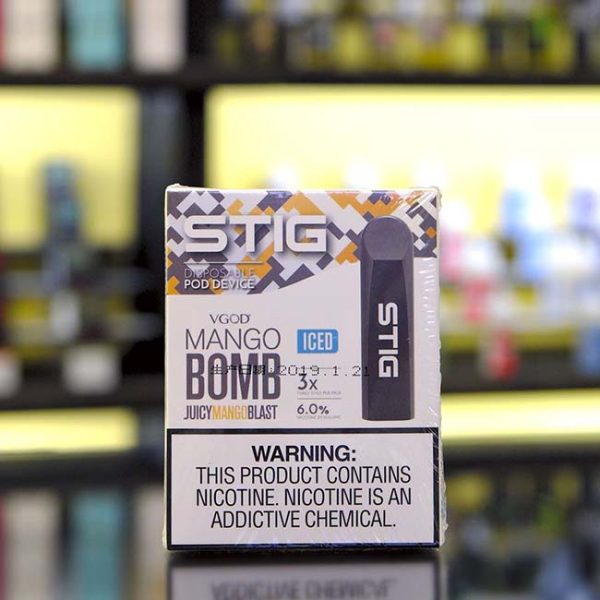 STIG
DISPOSABLE
POD DEVICE
VGOD
MANGO
ICED
BOMB
生产日期:2019.1.21
3x
JUICYMANGOBLAST
6.0%
STIG
WARNING:
THIS PRODUCT CONTAINS
NICOTINE. NICOTINE IS AN
ADDICTIVE CHEMICAL.